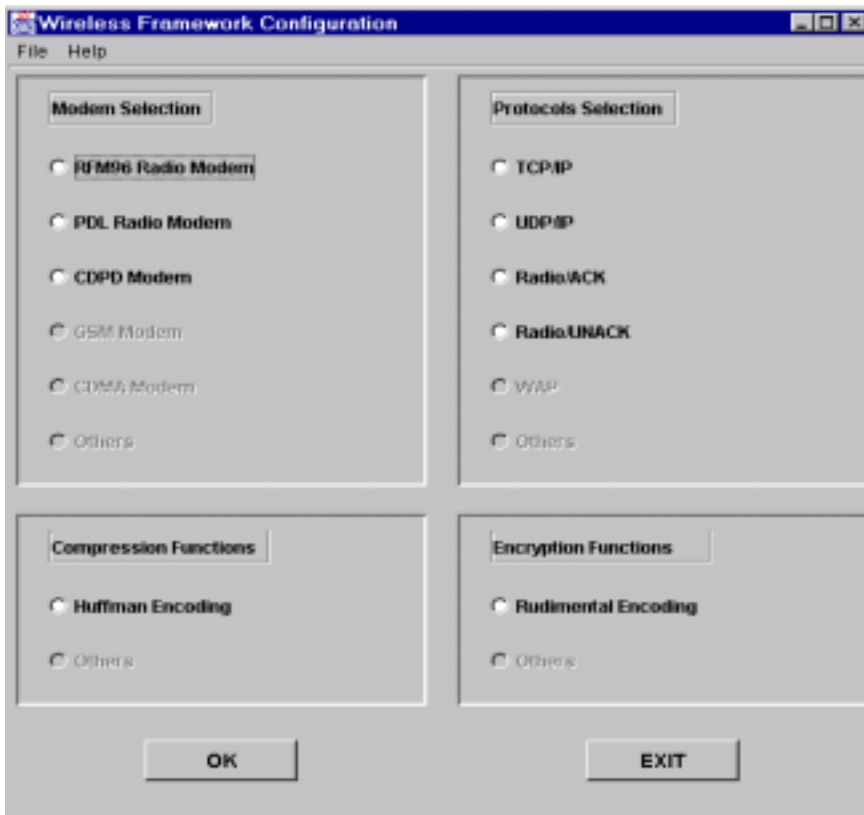 Wireless Framework Configuration
File Help
Modem Selection
RFM96 Radio Modem
PDL Radio Modem
CDPD Modem
GSM Modem
CDMA Modem
Others
Protocols Selection
TCP/IP
UDP/IP
Radio/ACK
Radio/UNACK
WAP
Others
Compression Functions
Huffman Encoding
Others
Encryption Functions
Rudimental Encoding
Others
OK
EXIT